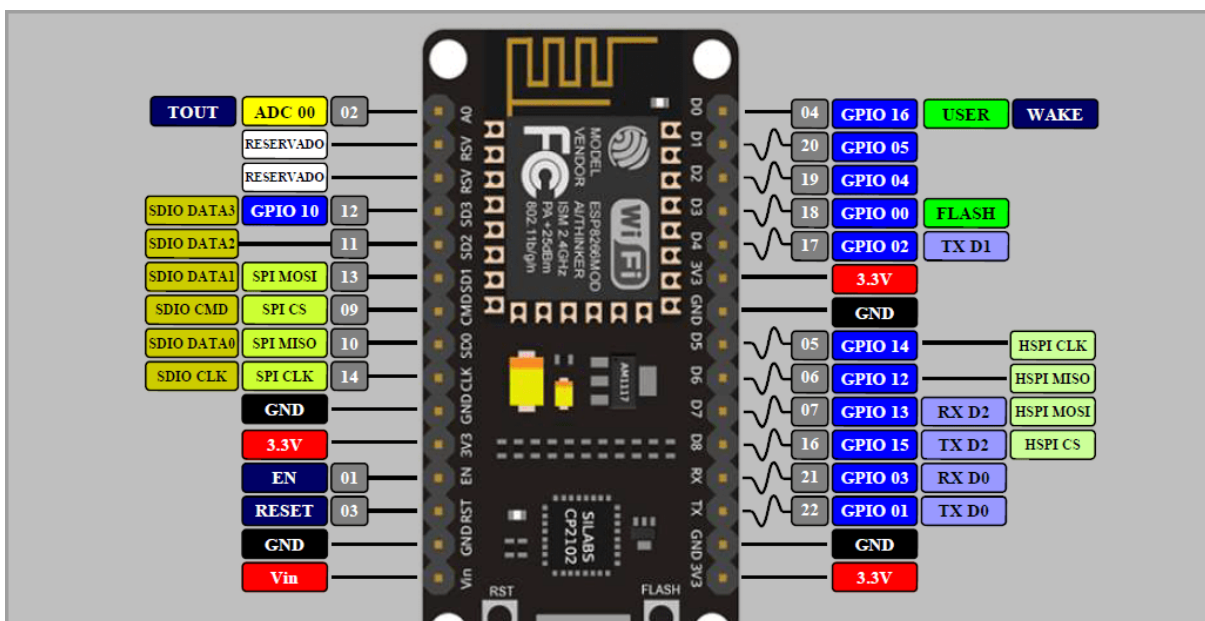 TOUT ADC 00 02 A0 D0 04 GPIO 16 USER WAKE
RESERVADO RSV D1 20 GPIO 05
RESERVADO RSV D2 19 GPIO 04
SDIO DATA3 GPIO 10 12 SD3 D3 18 GPIO 00 FLASH
SDIO DATA2 11 SD2 D4 17 GPIO 02 TX D1
SDIO DATA1 SPI MOSI 13 SD1 3V3 3.3V
SDIO CMD SPI CS 09 CMD GND GND
SDIO DATA0 SPI MISO 10 SD0 D5 05 GPIO 14 HSPI CLK
SDIO CLK SPI CLK 14 CLK D6 06 GPIO 12 HSPI MISO
GND GND D7 07 GPIO 13 RX D2 HSPI MOSI
3.3V 3V3 D8 16 GPIO 15 TX D2 HSPI CS
EN 01 EN RX 21 GPIO 03 RX D0
RESET 03 RST TX 22 GPIO 01 TX D0
GND GND GND GND
Vin Vin 3V3 3.3V
MODEL
VENDOR
ESP8266MOD
AI/THINKER
ISM 2.4GHz
PA +25dBm
802.11b/g/n
FC
WiFi
AM1117
SILABS
CP2102
RST
FLASH